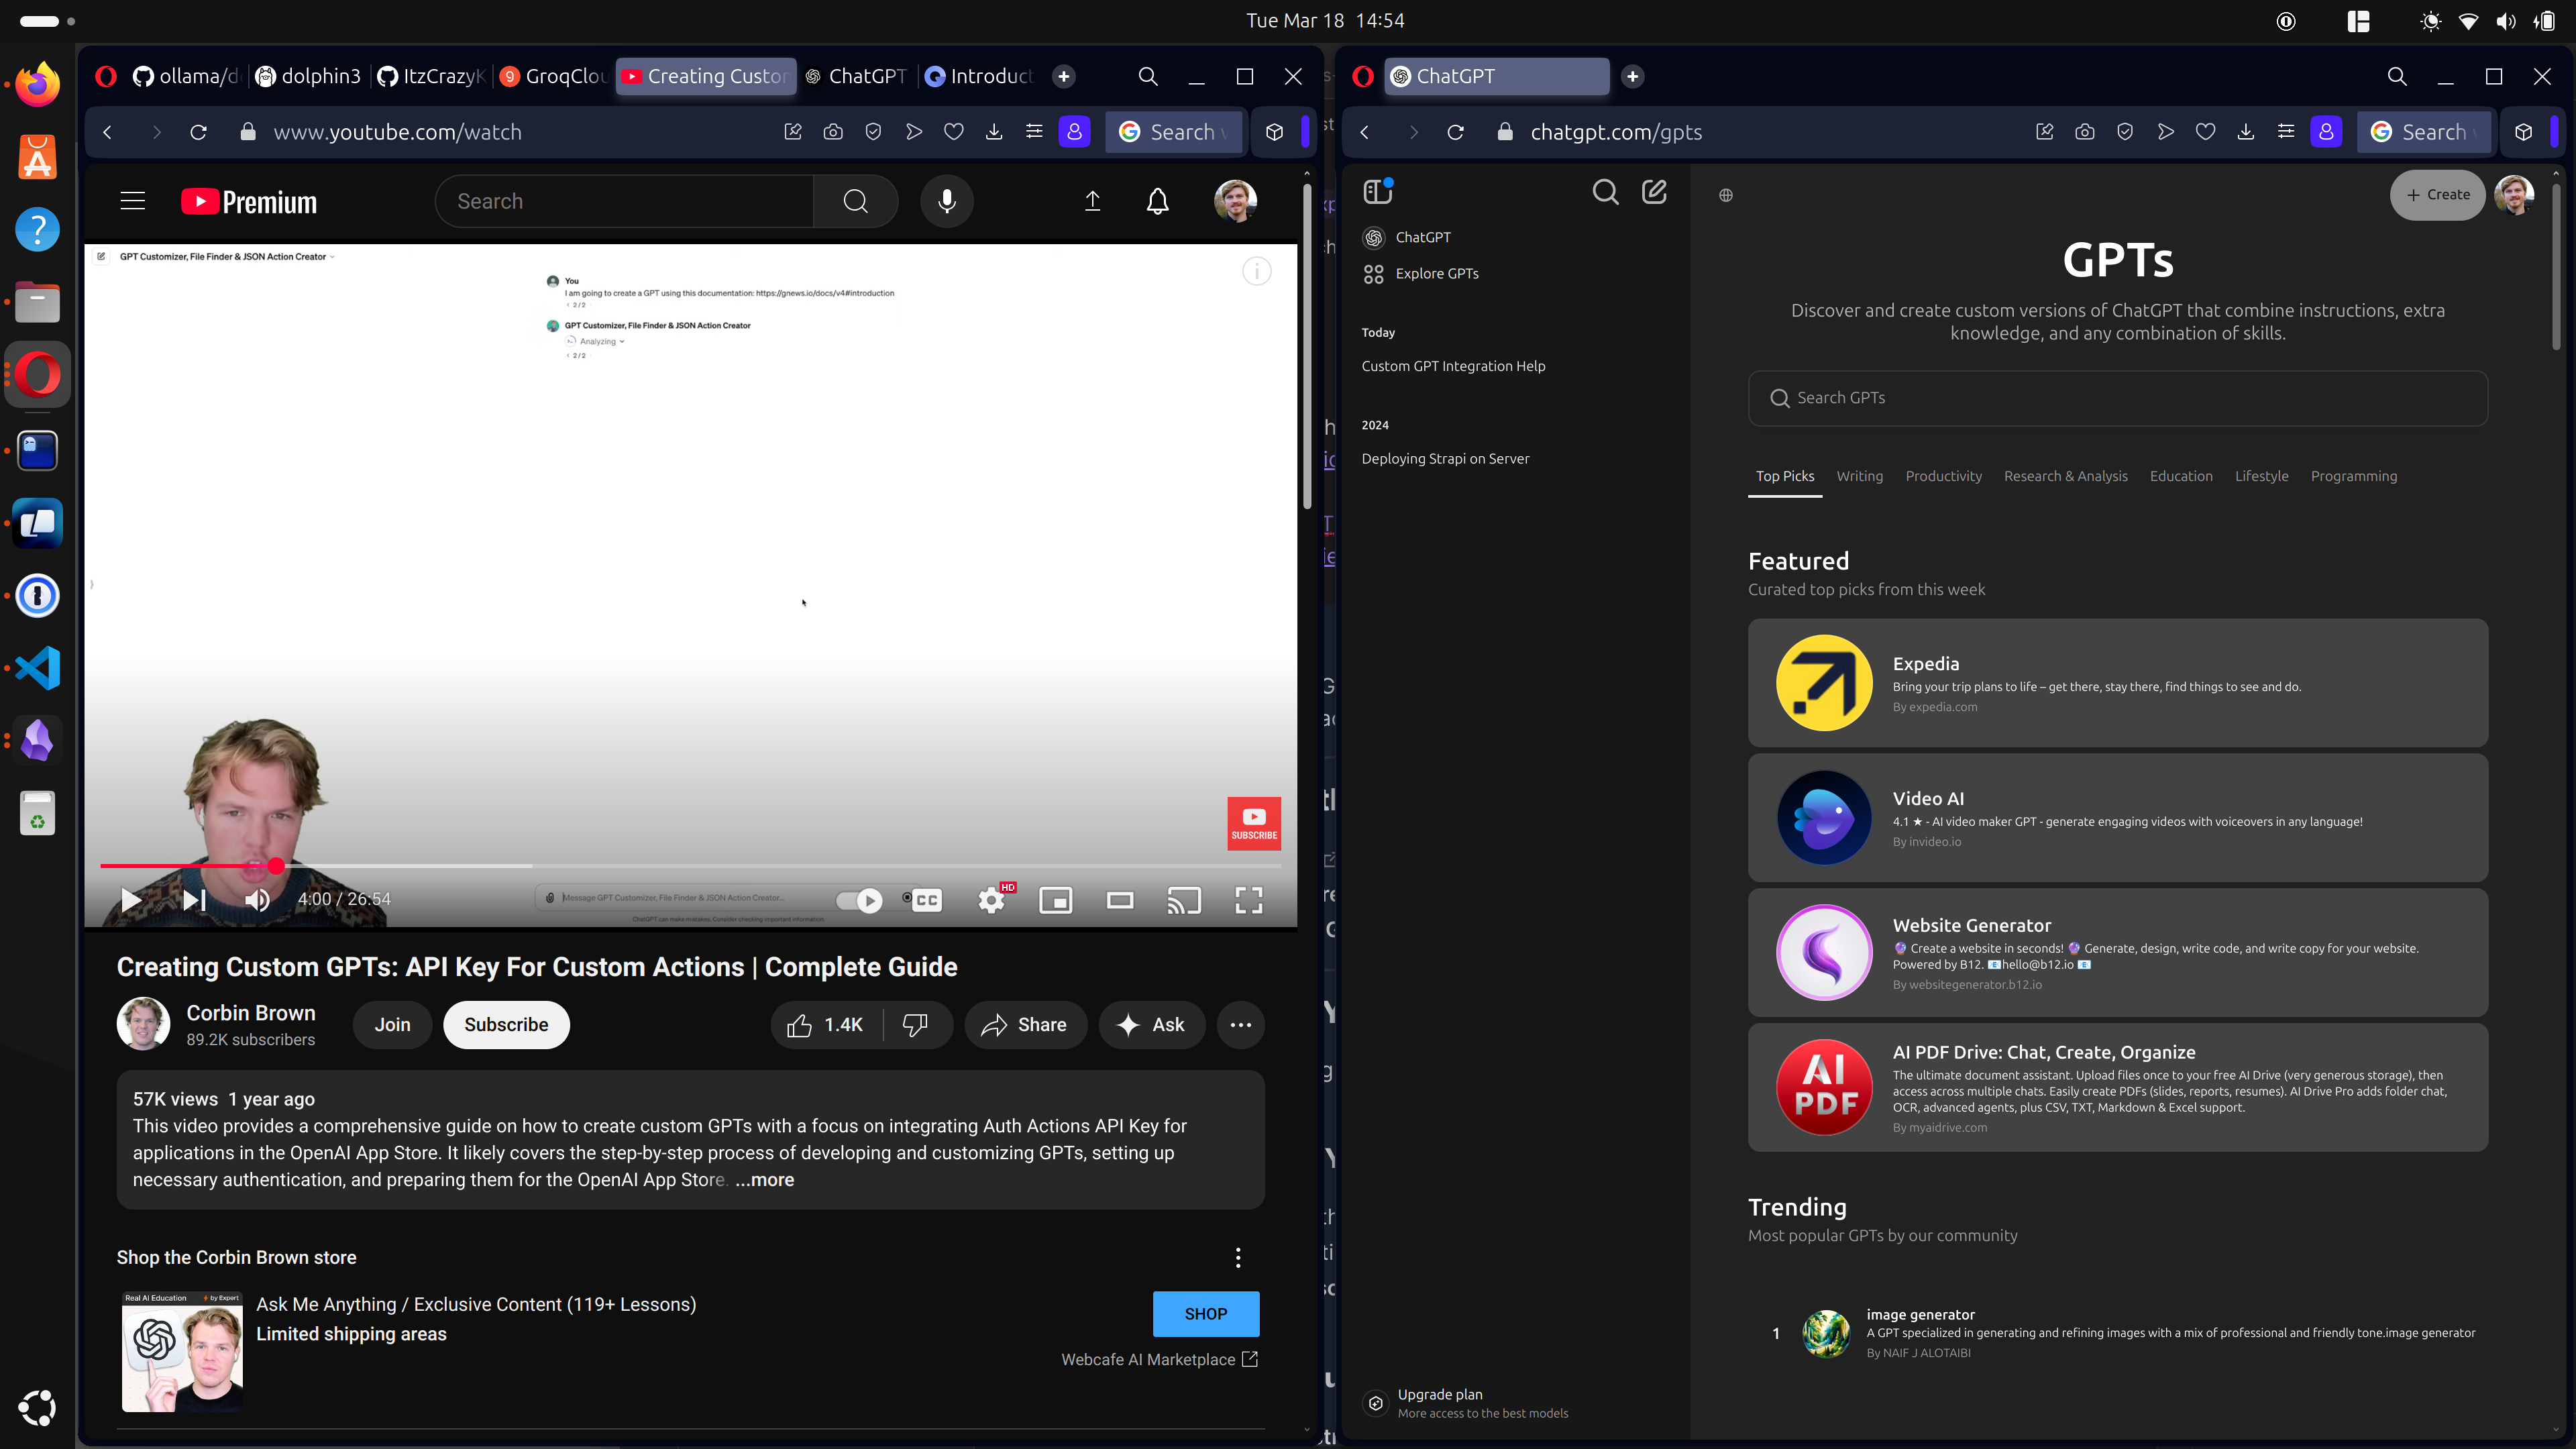 Tue Mar 18  14:54
ollama/d
dolphin3
ItzCrazyK
GroqClou
Creating Custor
ChatGPT
Introduct
www.youtube.com/watch
Search
Premium
Search
GPT Customizer, File Finder & JSON Action Creator
You
I am going to create a GPT using this documentation: https://gnews.io/docs/v4#introduction
< 2/2
GPT Customizer, File Finder & JSON Action Creator
Analyzing
< 2/2
SUBSCRIBE
4:00 / 26:54
Message GPT Customizer, File Finder & JSON Action Creator...
ChatGPT can make mistakes. Consider checking important information.
CC
HD
Creating Custom GPTs: API Key For Custom Actions | Complete Guide
Corbin Brown
89.2K subscribers
Join
Subscribe
1.4K
Share
Ask
57K views  1 year ago
This video provides a comprehensive guide on how to create custom GPTs with a focus on integrating Auth Actions API Key for
applications in the OpenAI App Store. It likely covers the step-by-step process of developing and customizing GPTs, setting up
necessary authentication, and preparing them for the OpenAI App Store. ...more
Shop the Corbin Brown store
Real AI Education
by Expert
Ask Me Anything / Exclusive Content (119+ Lessons)
Limited shipping areas
SHOP
Webcafe AI Marketplace
ChatGPT
chatgpt.com/gpts
Search
ChatGPT
Explore GPTs
Today
Custom GPT Integration Help
2024
Deploying Strapi on Server
Upgrade plan
More access to the best models
+ Create
GPTs
Discover and create custom versions of ChatGPT that combine instructions, extra
knowledge, and any combination of skills.
Search GPTs
Top Picks
Writing
Productivity
Research & Analysis
Education
Lifestyle
Programming
Featured
Curated top picks from this week
Expedia
Bring your trip plans to life – get there, stay there, find things to see and do.
By expedia.com
Video AI
4.1 ★ - AI video maker GPT - generate engaging videos with voiceovers in any language!
By invideo.io
Website Generator
🔮 Create a website in seconds! 🔮 Generate, design, write code, and write copy for your website.
Powered by B12. 📧hello@b12.io 📧
By websitegenerator.b12.io
AI PDF
AI PDF Drive: Chat, Create, Organize
The ultimate document assistant. Upload files once to your free AI Drive (very generous storage), then
access across multiple chats. Easily create PDFs (slides, reports, resumes). AI Drive Pro adds folder chat,
OCR, advanced agents, plus CSV, TXT, Markdown & Excel support.
By myaidrive.com
Trending
Most popular GPTs by our community
1
image generator
A GPT specialized in generating and refining images with a mix of professional and friendly tone.image generator
By NAIF J ALOTAIBI